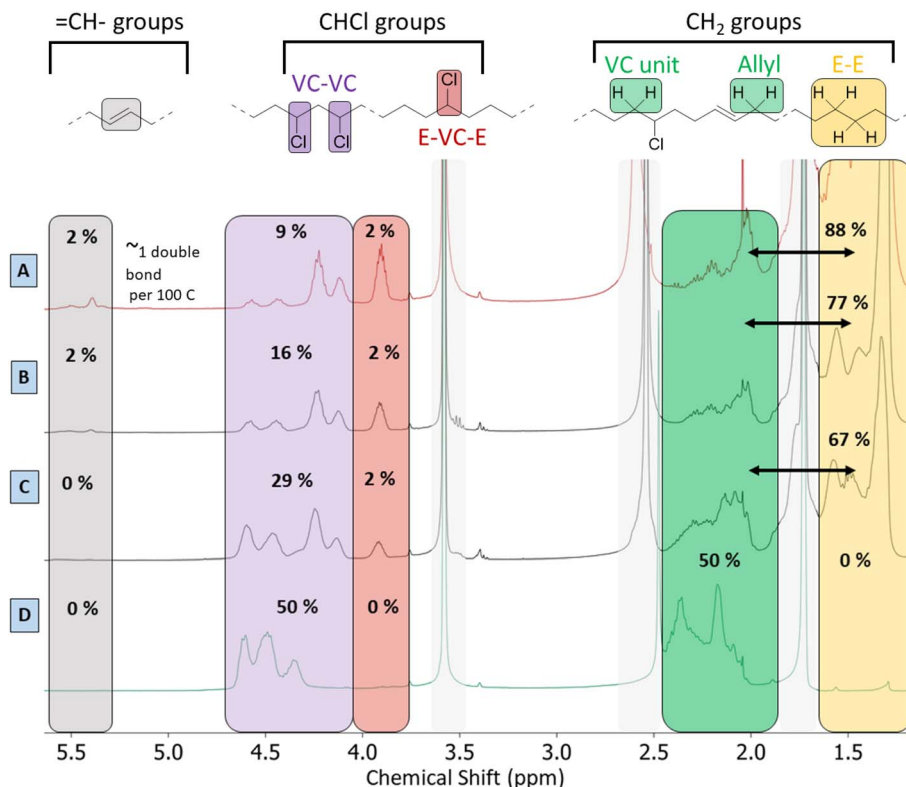 =CH- groups
CHCl groups
CH₂ groups
VC-VC
Cl
Cl
Cl
E-VC-E
VC unit
Allyl
E-E
H H
H H
H H
H H
Cl
A
2 %
~1 double
bond
per 100 C
9 %
2 %
88 %
B
2 %
16 %
2 %
77 %
C
0 %
29 %
2 %
67 %
D
0 %
50 %
0 %
50 %
0 %
5.5
5.0
4.5
4.0
3.5
3.0
2.5
2.0
1.5
Chemical Shift (ppm)